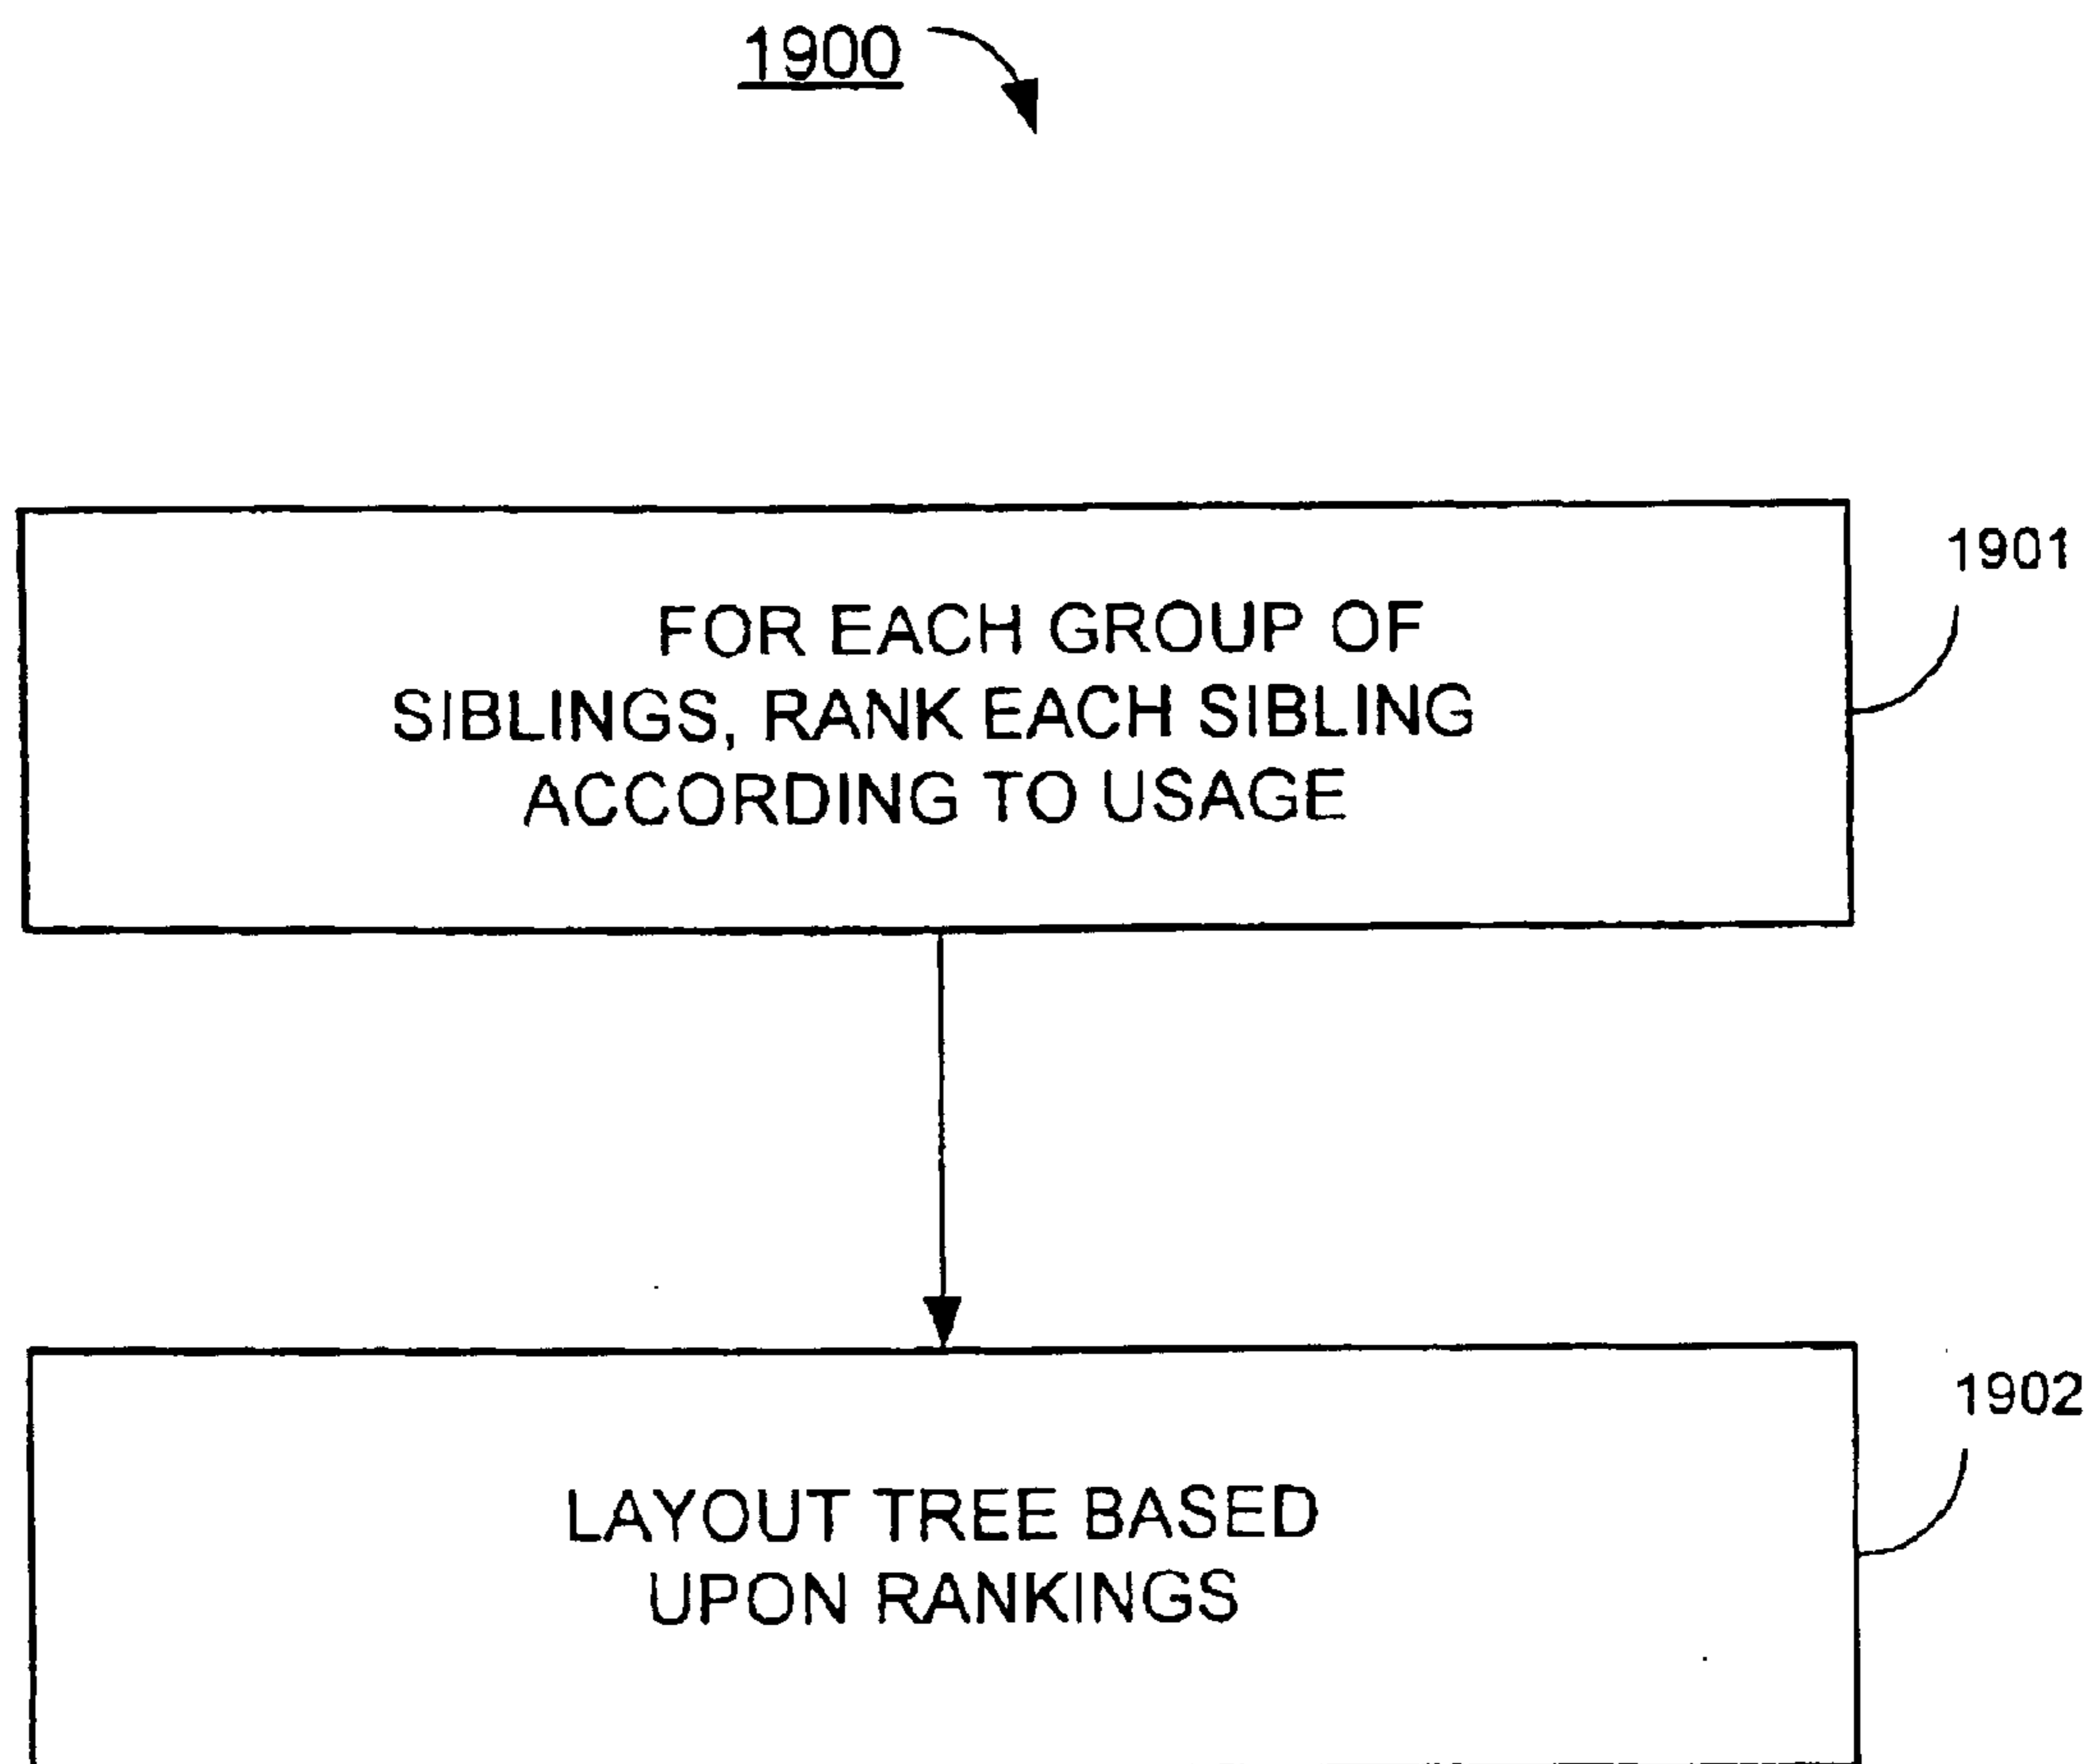 1900
1901
FOR EACH GROUP OF
SIBLINGS, RANK EACH SIBLING
ACCORDING TO USAGE
1902
LAYOUT TREE BASED
UPON RANKINGS